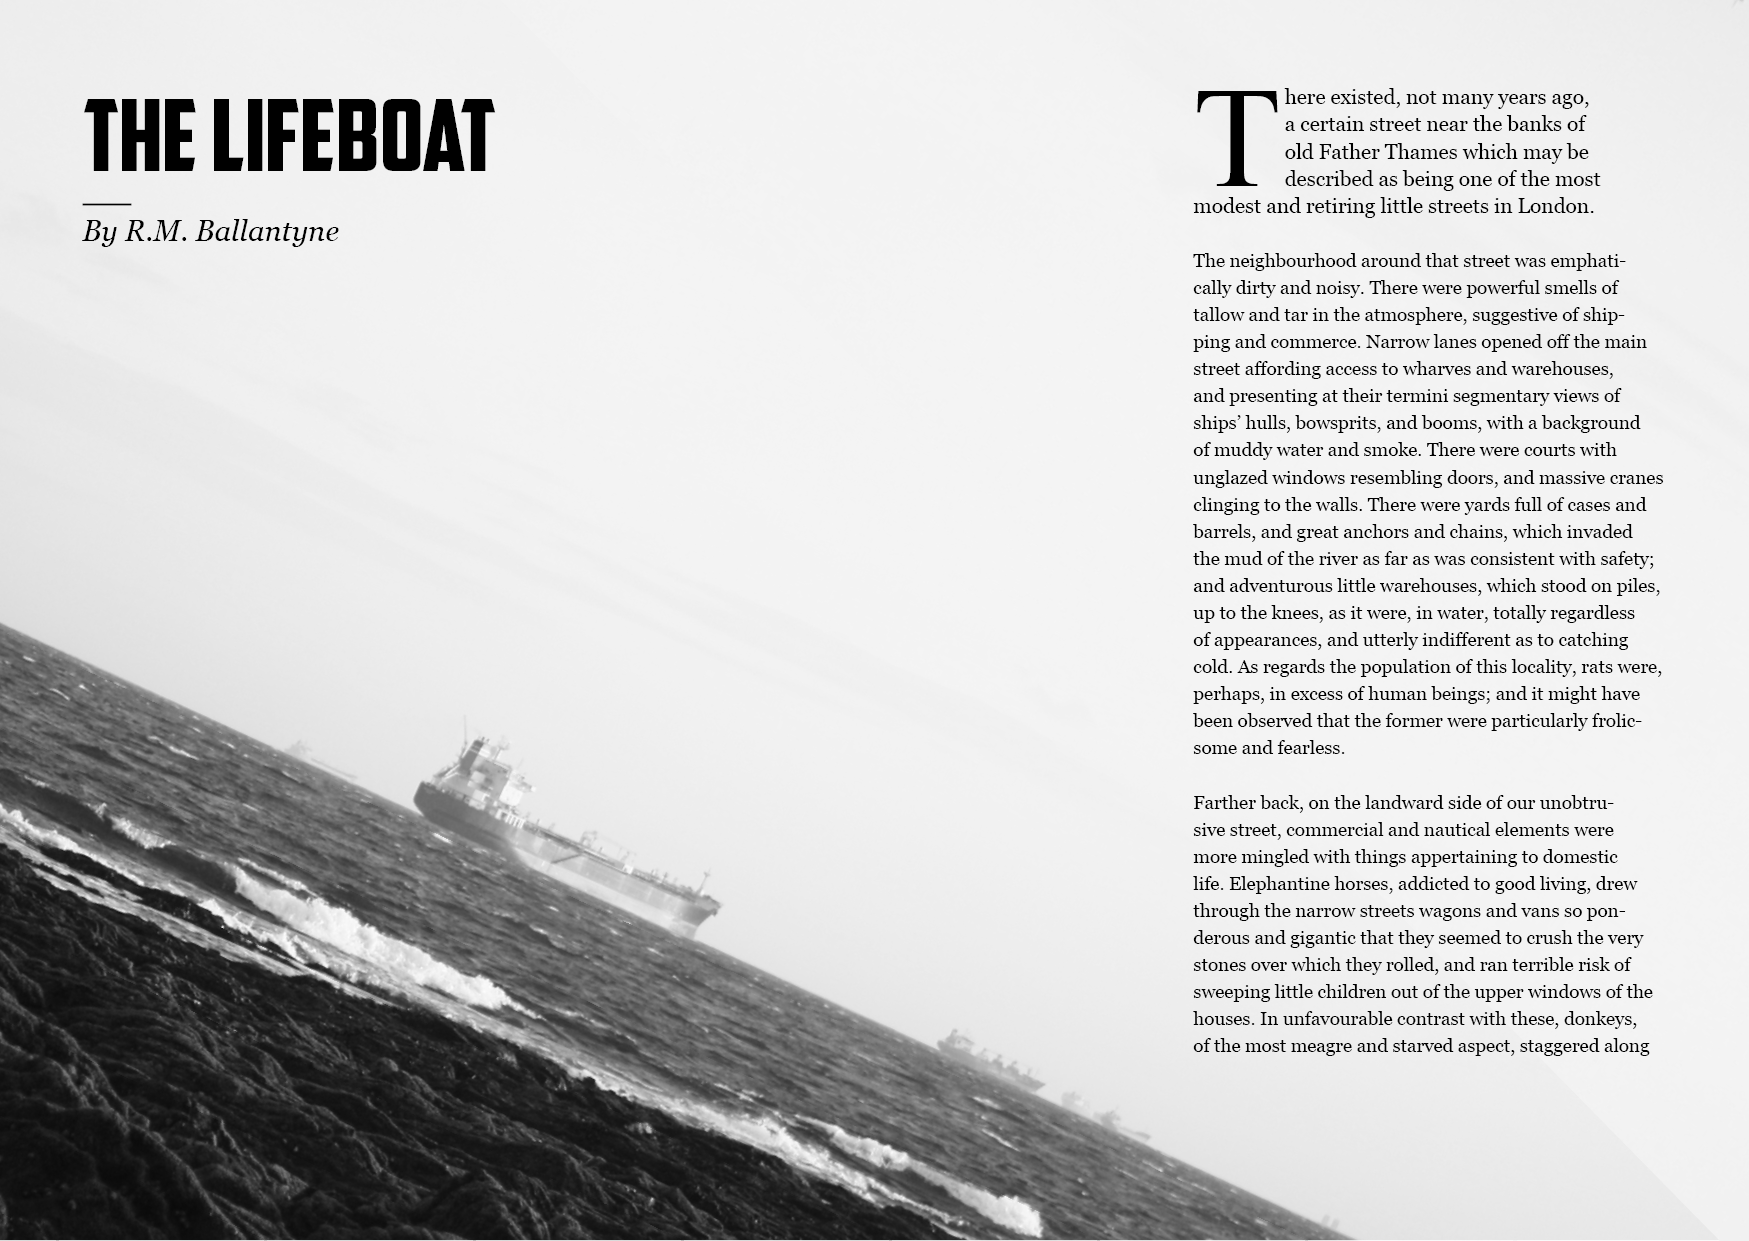 THE LIFEBOAT
By R.M. Ballantyne
There existed, not many years ago,
a certain street near the banks of
old Father Thames which may be
described as being one of the most
modest and retiring little streets in London.
The neighbourhood around that street was emphati-
cally dirty and noisy. There were powerful smells of
tallow and tar in the atmosphere, suggestive of ship-
ping and commerce. Narrow lanes opened off the main
street affording access to wharves and warehouses,
and presenting at their termini segmentary views of
ships’ hulls, bowsprits, and booms, with a background
of muddy water and smoke. There were courts with
unglazed windows resembling doors, and massive cranes
clinging to the walls. There were yards full of cases and
barrels, and great anchors and chains, which invaded
the mud of the river as far as was consistent with safety;
and adventurous little warehouses, which stood on piles,
up to the knees, as it were, in water, totally regardless
of appearances, and utterly indifferent as to catching
cold. As regards the population of this locality, rats were,
perhaps, in excess of human beings; and it might have
been observed that the former were particularly frolic-
some and fearless.
Farther back, on the landward side of our unobtru-
sive street, commercial and nautical elements were
more mingled with things appertaining to domestic
life. Elephantine horses, addicted to good living, drew
through the narrow streets wagons and vans so pon-
derous and gigantic that they seemed to crush the very
stones over which they rolled, and ran terrible risk of
sweeping little children out of the upper windows of the
houses. In unfavourable contrast with these, donkeys,
of the most meagre and starved aspect, staggered along